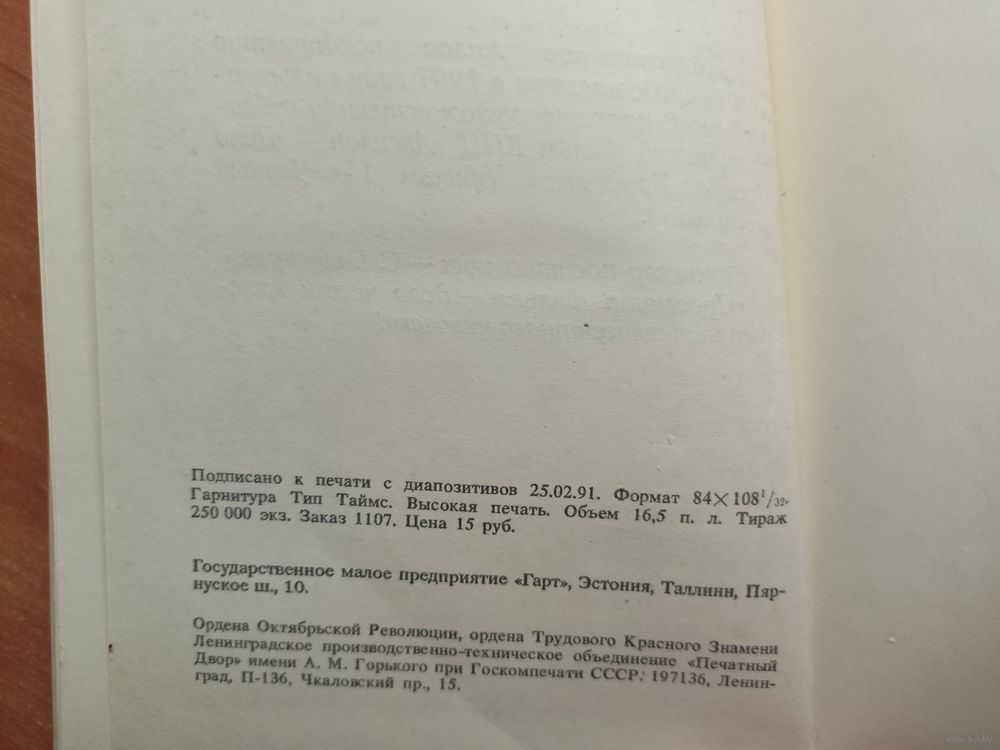 Подписано к печати с диапозитивов 25.02.91. Формат 84×108¹/₃₂.
Гарнитура Тип Таймс. Высокая печать. Объем 16,5 п. л. Тираж
250 000 экз. Заказ 1107. Цена 15 руб.
Государственное малое предприятие «Гарт», Эстония, Таллинн, Пяр-
нуское ш., 10.
Ордена Октябрьской Революции, ордена Трудового Красного Знамени
Ленинградское производственно-техническое объединение «Печатный
Двор» имени А. М. Горького при Госкомпечати СССР. 197136, Ленин-
град, П-136, Чкаловский пр., 15.
www.ay.by